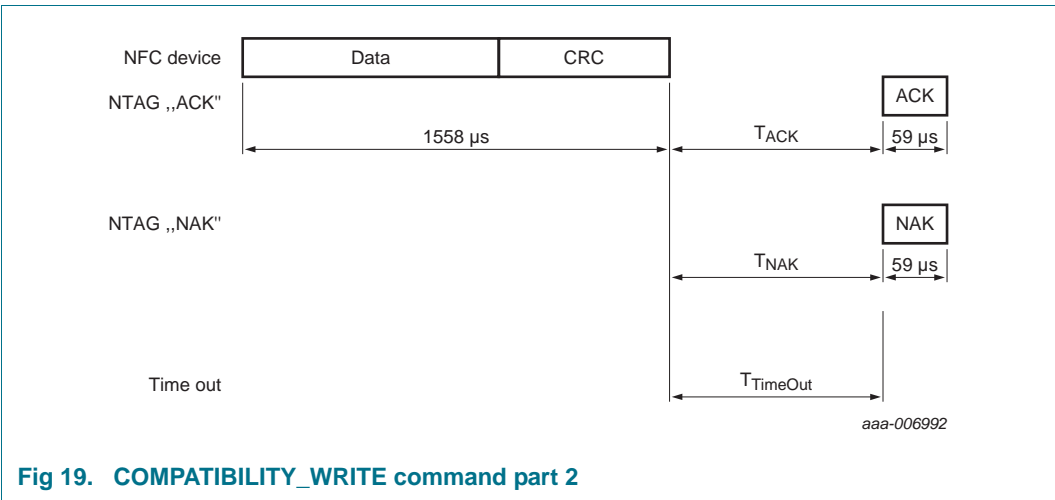 NFC device Data CRC
NTAG ,,ACK" ACK
1558 µs TACK 59 µs
NTAG ,,NAK" NAK
TNAK 59 µs
Time out TTimeOut
aaa-006992
Fig 19. COMPATIBILITY_WRITE command part 2